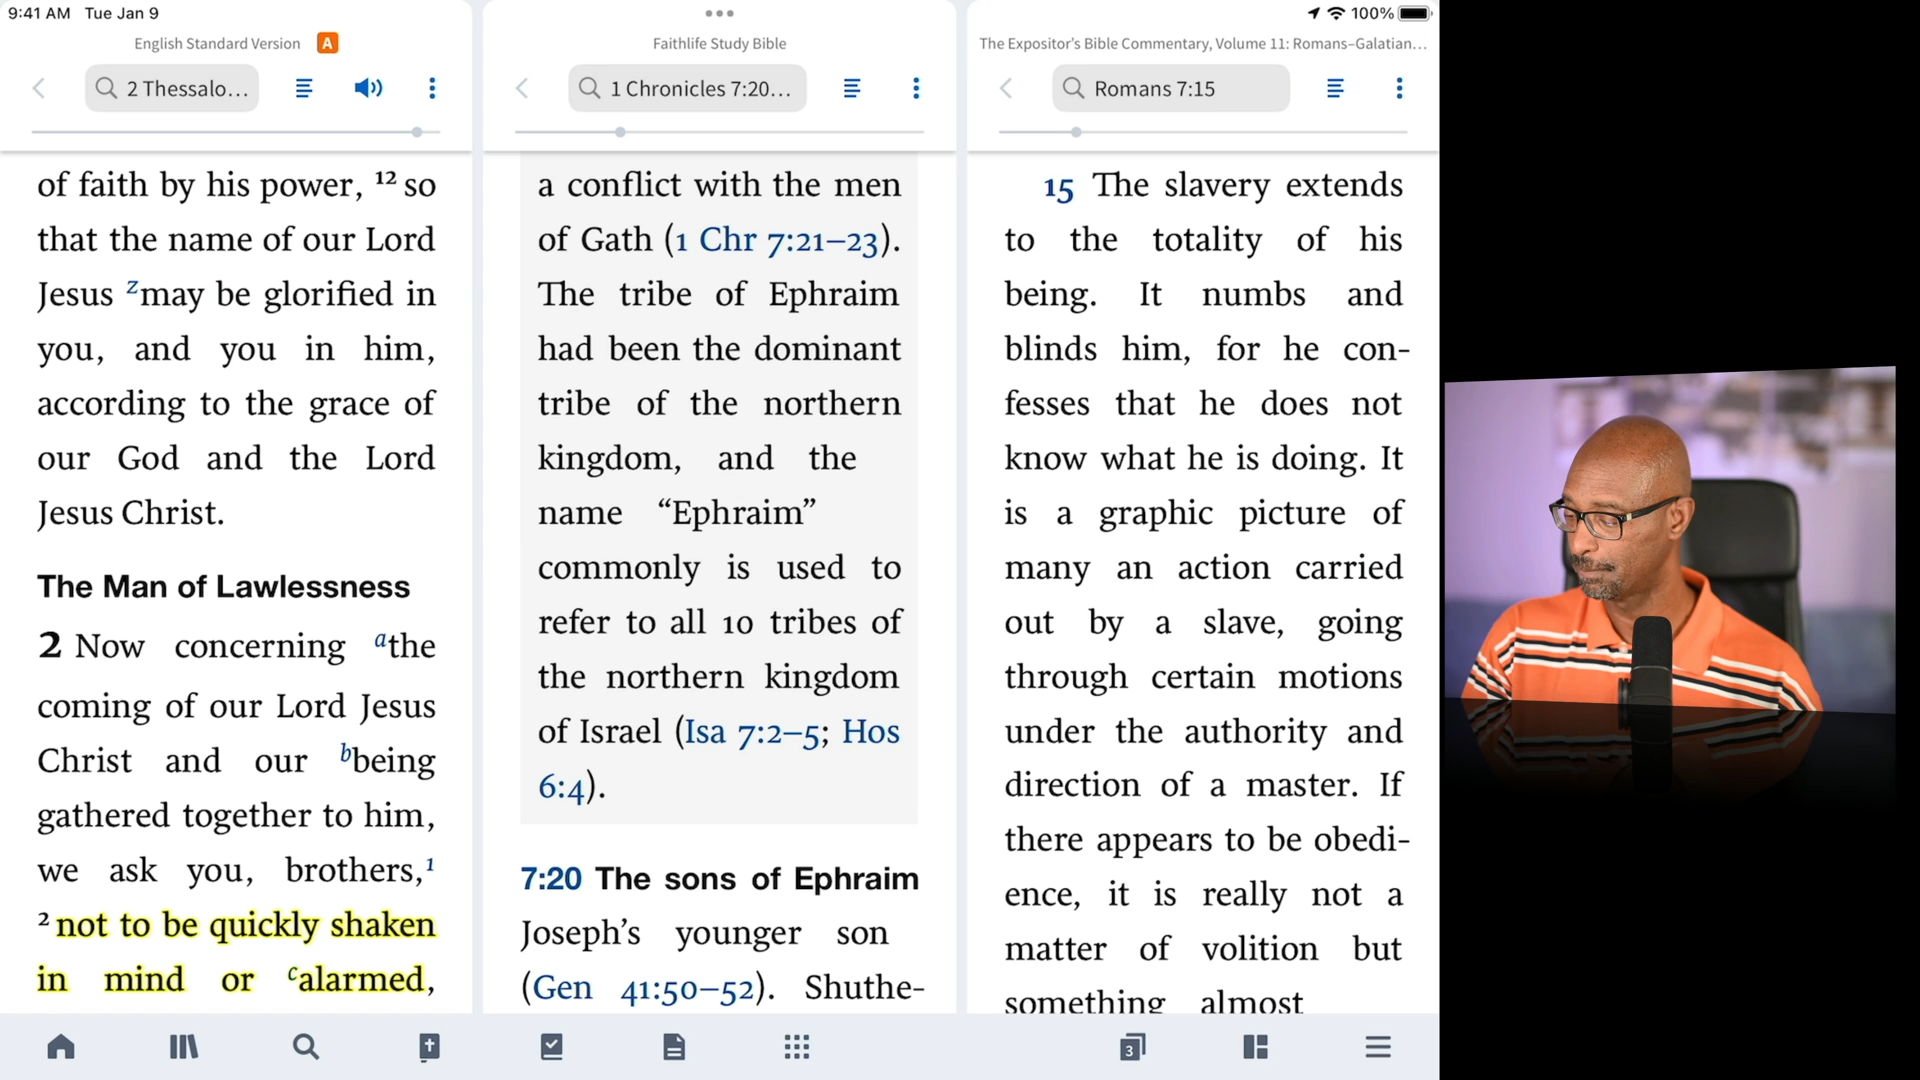 9:41 AM Tue Jan 9
100%
English Standard Version A
2 Thessalo...
of faith by his power, 12 so
that the name of our Lord
Jesus z may be glorified in
you, and you in him,
according to the grace of
our God and the Lord
Jesus Christ.
The Man of Lawlessness
2 Now concerning a the
coming of our Lord Jesus
Christ and our b being
gathered together to him,
we ask you, brothers,1
2 not to be quickly shaken
in mind or c alarmed,
Faithlife Study Bible
1 Chronicles 7:20...
a conflict with the men
of Gath (1 Chr 7:21–23).
The tribe of Ephraim
had been the dominant
tribe of the northern
kingdom, and the
name “Ephraim”
commonly is used to
refer to all 10 tribes of
the northern kingdom
of Israel (Isa 7:2–5; Hos
6:4).
7:20 The sons of Ephraim
Joseph’s younger son
(Gen 41:50–52). Shuthe-
The Expositor’s Bible Commentary, Volume 11: Romans–Galatian...
Romans 7:15
15 The slavery extends
to the totality of his
being. It numbs and
blinds him, for he con-
fesses that he does not
know what he is doing. It
is a graphic picture of
many an action carried
out by a slave, going
through certain motions
under the authority and
direction of a master. If
there appears to be obedi-
ence, it is really not a
matter of volition but
something almost
3